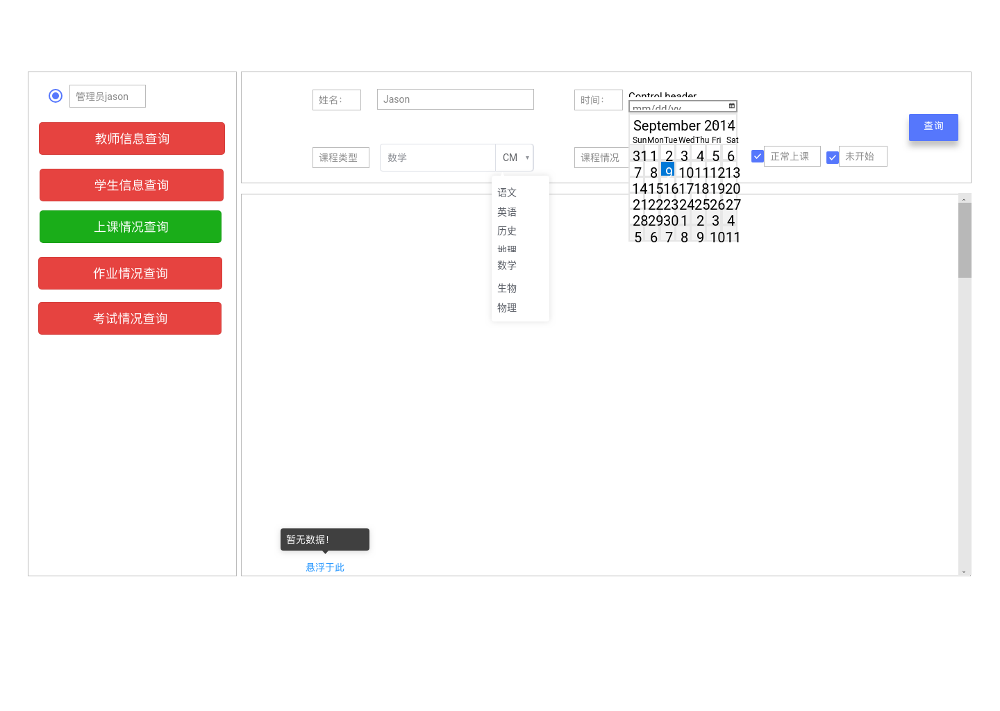 管理员jason
教师信息查询
学生信息查询
上课情况查询
作业情况查询
考试情况查询
姓名：
Jason
时间：
Control header
mm/dd/yy
September 2014
Sun Mon Tue Wed Thu Fri Sat
31 1 2 3 4 5 6
7 8 9 10 11 12 13
14 15 16 17 18 19 20
21 22 23 24 25 26 27
28 29 30 1 2 3 4
5 6 7 8 9 10 11
查询
课程类型
数学
CM
课程情况
正常上课
未开始
语文
英语
历史
地理
数学
生物
物理
暂无数据！
悬浮于此